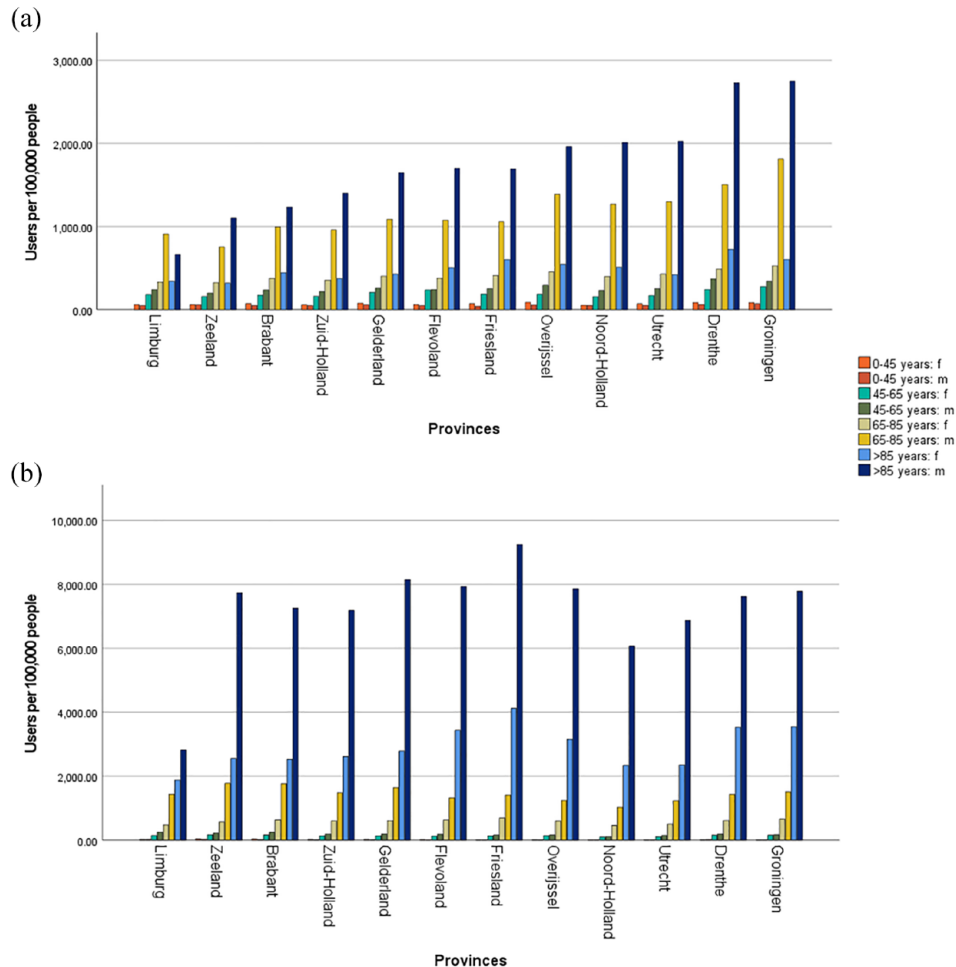 (a)
Users per 100,000 people
3,000.00
2,000.00
1,000.00
0.00
Limburg
Zeeland
Brabant
Zuid-Holland
Gelderland
Flevoland
Friesland
Overijssel
Noord-Holland
Utrecht
Drenthe
Groningen
Provinces
0-45 years: f
0-45 years: m
45-65 years: f
45-65 years: m
65-85 years: f
65-85 years: m
>85 years: f
>85 years: m
(b)
Users per 100,000 people
10,000.00
8,000.00
6,000.00
4,000.00
2,000.00
0.00
Limburg
Zeeland
Brabant
Zuid-Holland
Gelderland
Flevoland
Friesland
Overijssel
Noord-Holland
Utrecht
Drenthe
Groningen
Provinces